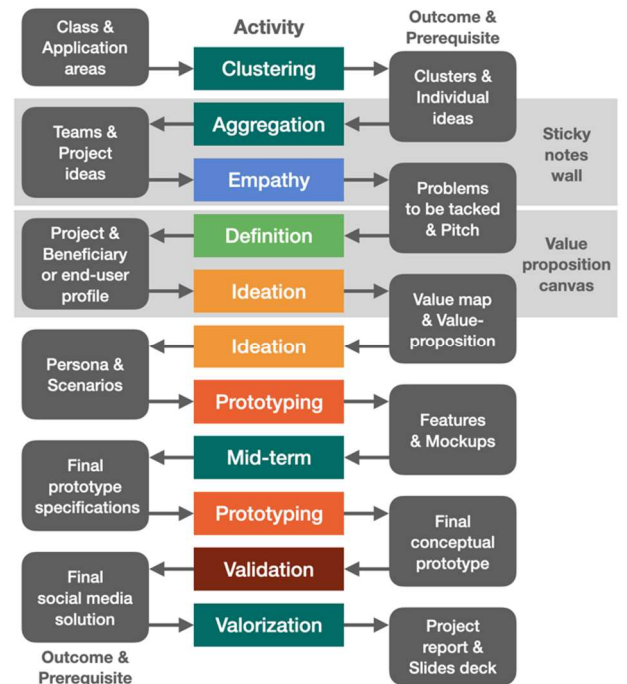 Class &
Application
areas
Activity
Outcome &
Prerequisite
Clustering
Clusters &
Individual
ideas
Aggregation
Teams &
Project
ideas
Sticky
notes
wall
Empathy
Problems
to be tacked
& Pitch
Definition
Project &
Beneficiary
or end-user
profile
Value
proposition
canvas
Ideation
Value map
& Value-
proposition
Ideation
Persona &
Scenarios
Prototyping
Features
& Mockups
Mid-term
Final
prototype
specifications
Prototyping
Final
conceptual
prototype
Validation
Final
social media
solution
Valorization
Project
report &
Slides deck
Outcome &
Prerequisite